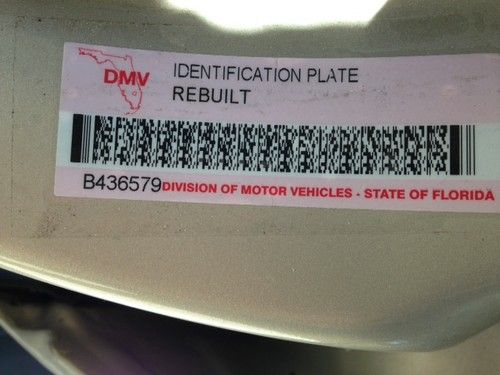 DMV
IDENTIFICATION PLATE
REBUILT
B436579 DIVISION OF MOTOR VEHICLES - STATE OF FLORIDA